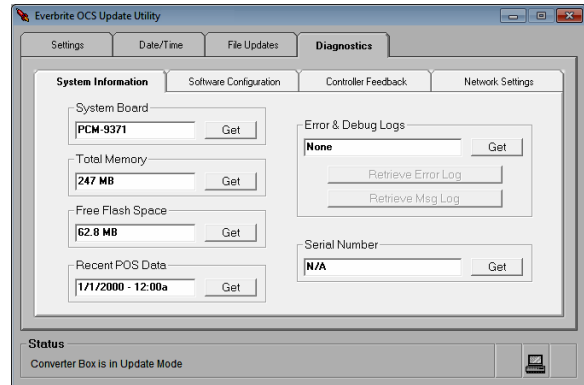 Everbrite OCS Update Utility
Settings
Date/Time
File Updates
Diagnostics
System Information
Software Configuration
Controller Feedback
Network Settings
System Board
PCM-9371
Get
Total Memory
247 MB
Get
Free Flash Space
62.8 MB
Get
Recent POS Data
1/1/2000 - 12:00a
Get
Error & Debug Logs
None
Get
Retrieve Error Log
Retrieve Msg Log
Serial Number
N/A
Get
Status
Converter Box is in Update Mode